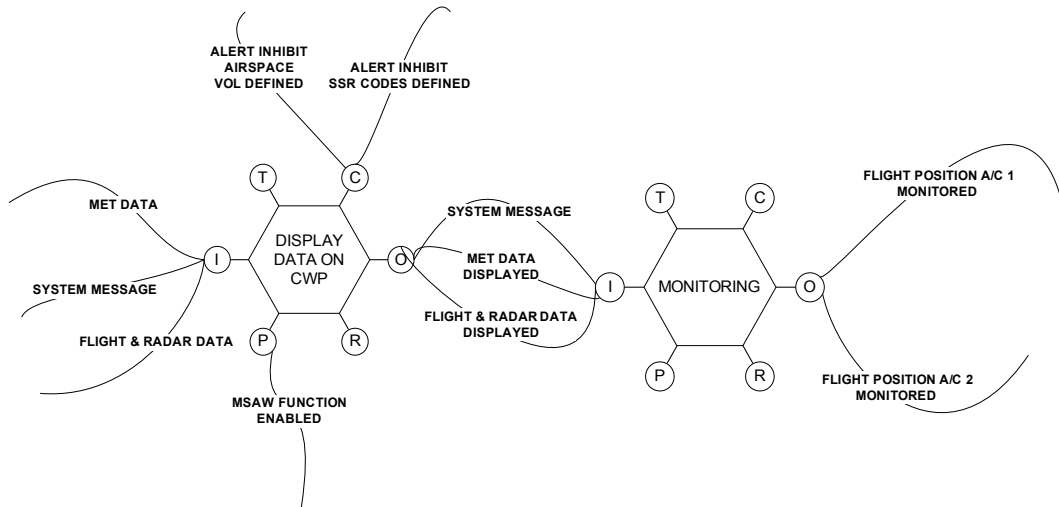 ALERT INHIBIT
AIRSPACE
VOL DEFINED
ALERT INHIBIT
SSR CODES DEFINED
MET DATA
SYSTEM MESSAGE
FLIGHT & RADAR DATA
T
C
I
DISPLAY
DATA ON
CWP
O
P
R
MSAW FUNCTION
ENABLED
SYSTEM MESSAGE
MET DATA
DISPLAYED
FLIGHT & RADAR DATA
DISPLAYED
T
C
I
MONITORING
O
P
R
FLIGHT POSITION A/C 1
MONITORED
FLIGHT POSITION A/C 2
MONITORED